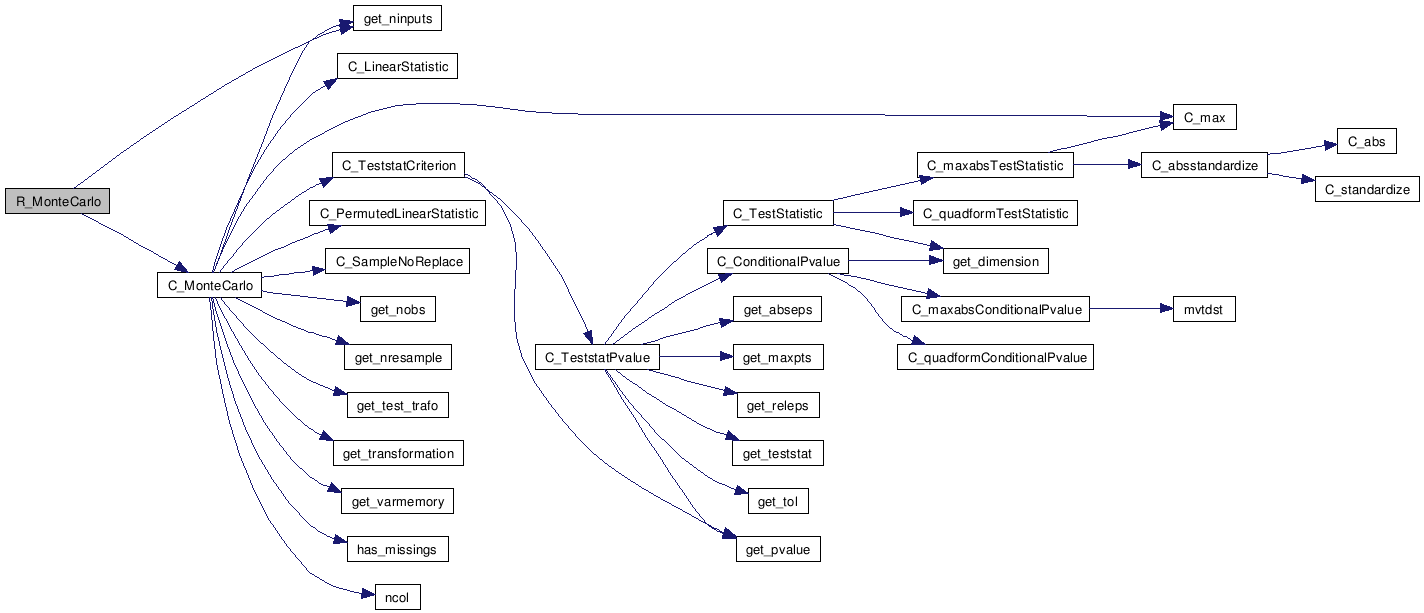 R_MonteCarlo
C_MonteCarlo
get_ninputs
C_LinearStatistic
C_TeststatCriterion
C_PermutedLinearStatistic
C_SampleNoReplace
get_nobs
get_nresample
get_test_trafo
get_transformation
get_varmemory
has_missings
ncol
C_TeststatPvalue
C_TestStatistic
C_ConditionalPvalue
get_abseps
get_maxpts
get_releps
get_teststat
get_tol
get_pvalue
C_maxabsTestStatistic
C_quadformTestStatistic
get_dimension
C_maxabsConditionalPvalue
C_quadformConditionalPvalue
C_max
C_absstandardize
mvtdst
C_abs
C_standardize